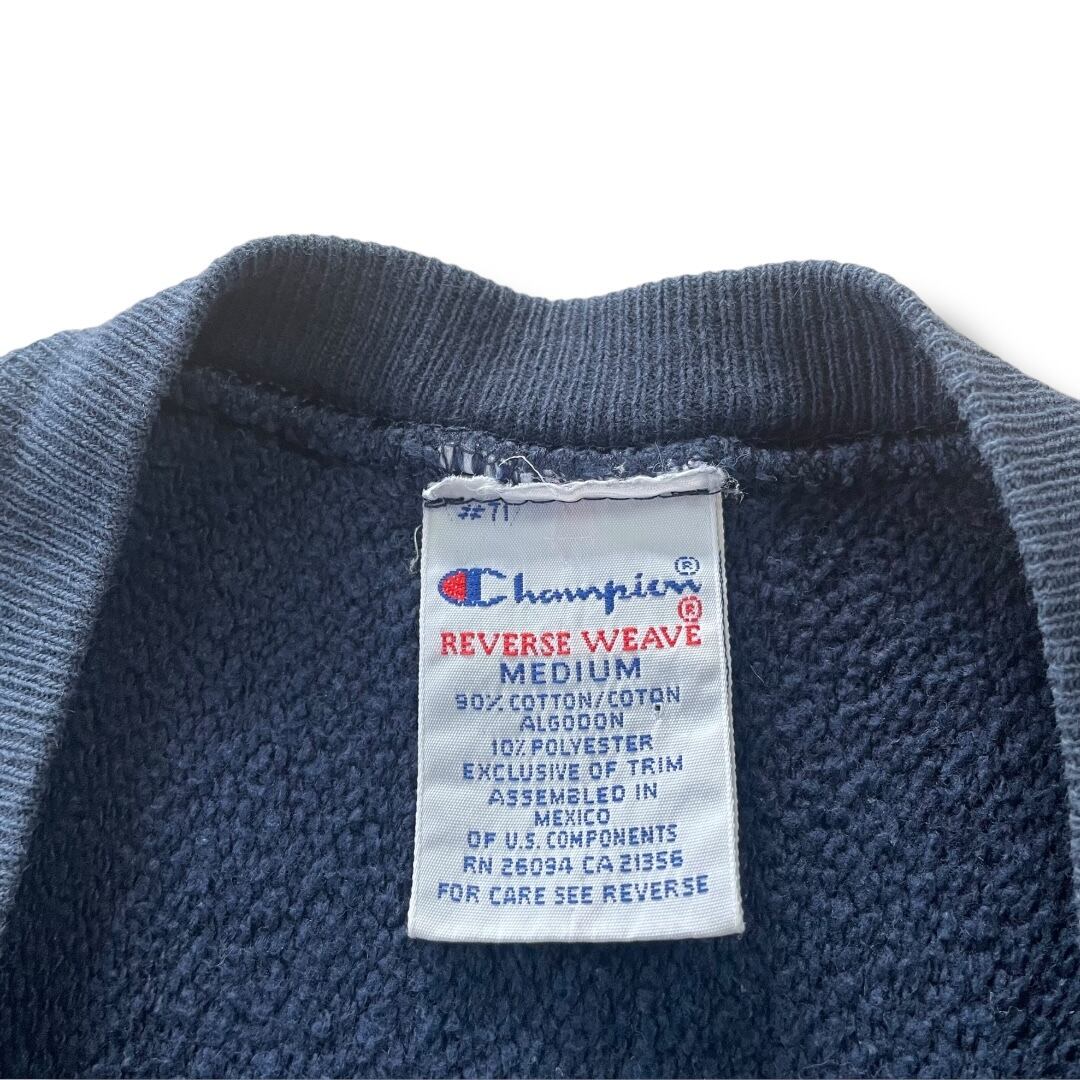 #71
Champion®
REVERSE WEAVE®
MEDIUM
90% COTTON/COTON
ALGODON
10% POLYESTER
EXCLUSIVE OF TRIM
ASSEMBLED IN
MEXICO
OF U.S. COMPONENTS
RN 26094 CA 21356
FOR CARE SEE REVERSE